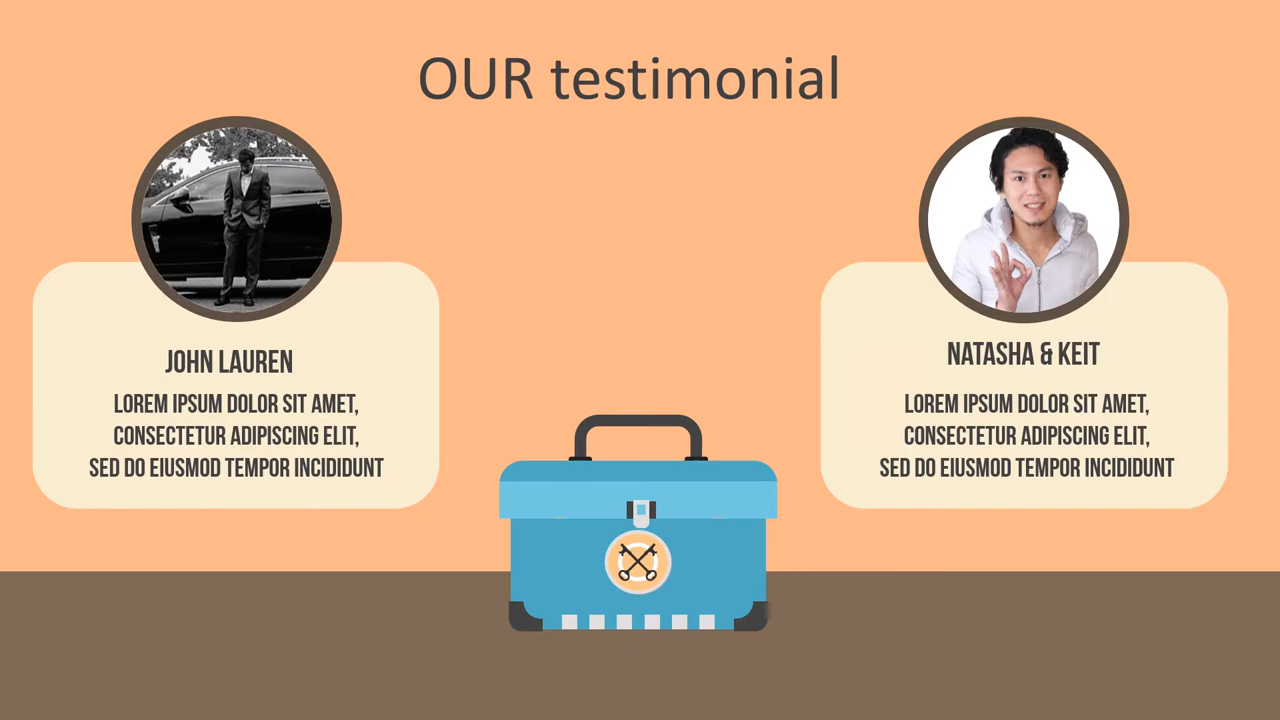 OUR testimonial
JOHN LAUREN
LOREM IPSUM DOLOR SIT AMET,
CONSECTETUR ADIPISCING ELIT,
SED DO EIUSMOD TEMPOR INCIDIDUNT
NATASHA & KEIT
LOREM IPSUM DOLOR SIT AMET,
CONSECTETUR ADIPISCING ELIT,
SED DO EIUSMOD TEMPOR INCIDIDUNT